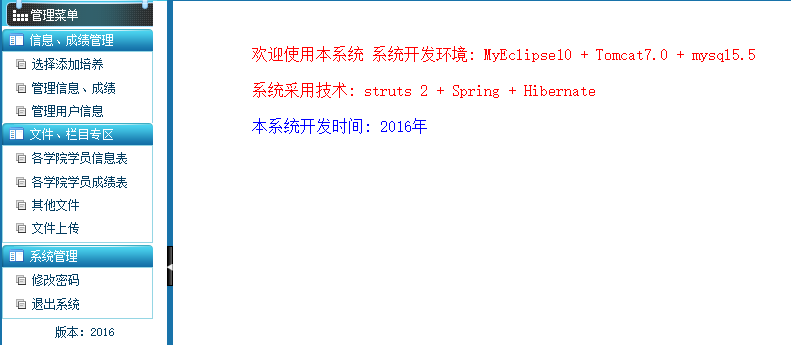 管理菜单
信息、成绩管理
选择添加培养
管理信息、成绩
管理用户信息
文件、栏目专区
各学院学员信息表
各学院学员成绩表
其他文件
文件上传
系统管理
修改密码
退出系统
版本：2016
欢迎使用本系统 系统开发环境：MyEclipse10 + Tomcat7.0 + mysql5.5
系统采用技术：struts 2 + Spring + Hibernate
本系统开发时间：2016年